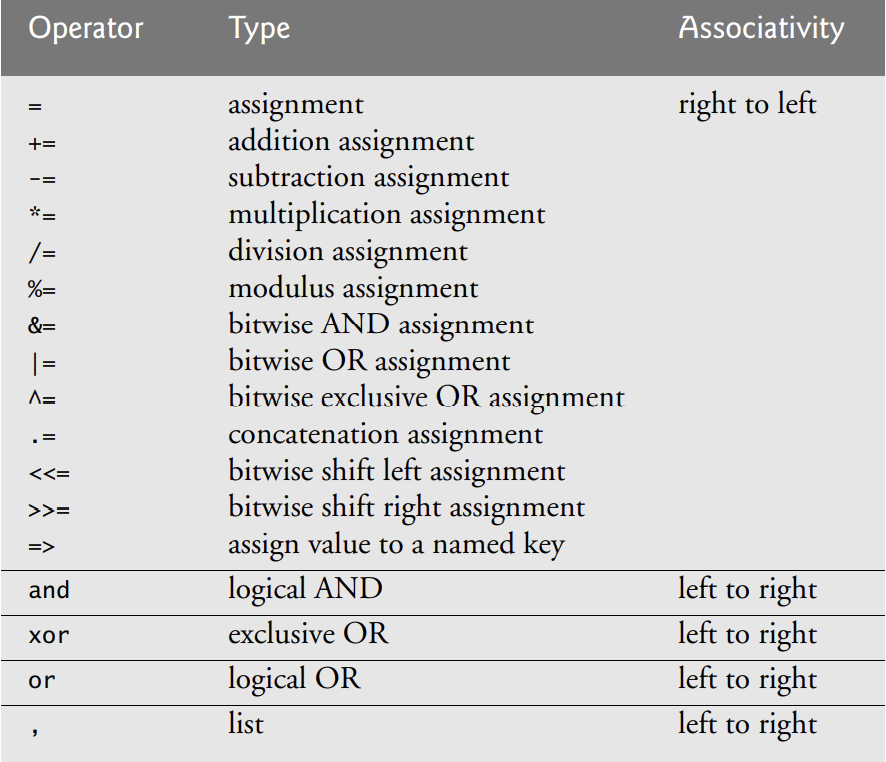 Operator Type Associativity
= assignment right to left
+= addition assignment
-= subtraction assignment
*= multiplication assignment
/= division assignment
%= modulus assignment
&= bitwise AND assignment
|= bitwise OR assignment
^= bitwise exclusive OR assignment
.= concatenation assignment
<<= bitwise shift left assignment
>>= bitwise shift right assignment
=> assign value to a named key
and logical AND left to right
xor exclusive OR left to right
or logical OR left to right
, list left to right